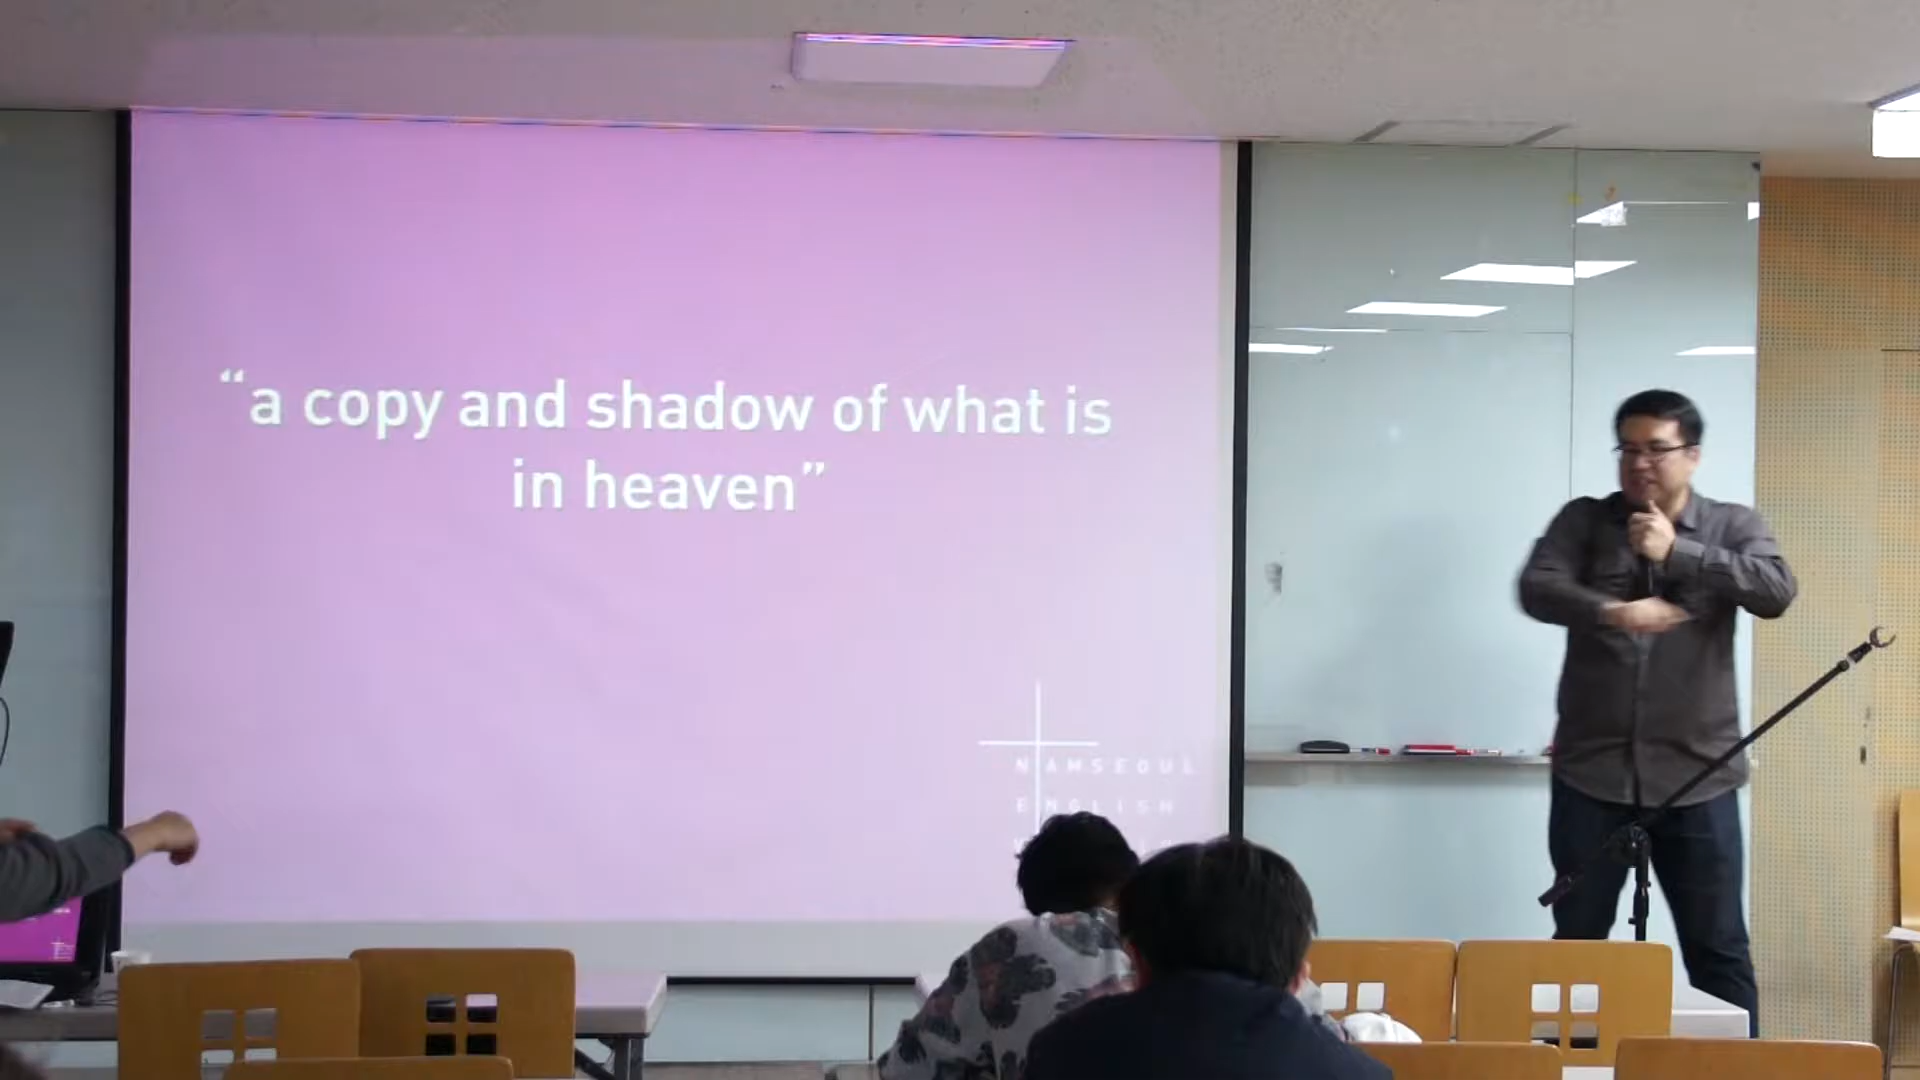 “a copy and shadow of what is
in heaven”
NAMSEOUL
ENGLISH